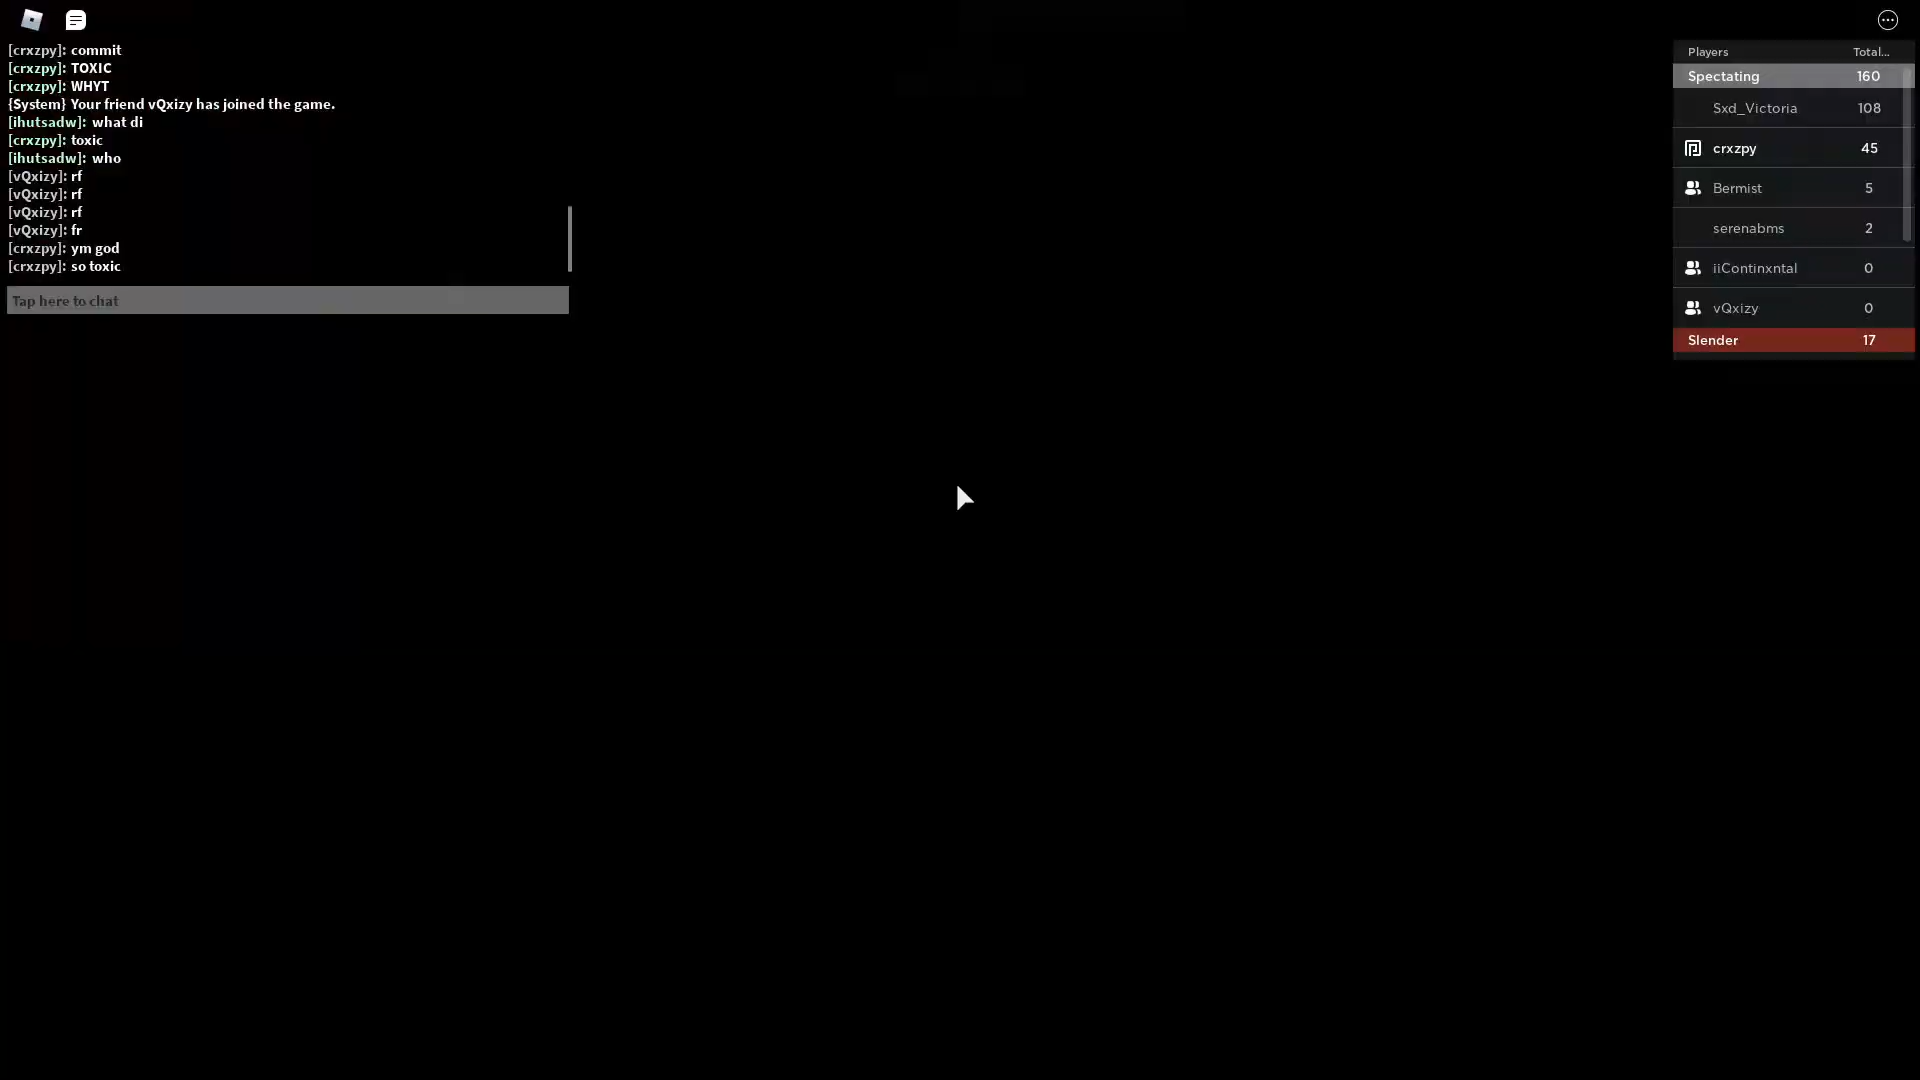 [crxzpy]: commit
[crxzpy]: TOXIC
[crxzpy]: WHYT
{System} Your friend vQxizy has joined the game.
[ihutsadw]: what di
[crxzpy]: toxic
[ihutsadw]: who
[vQxizy]: rf
[vQxizy]: rf
[vQxizy]: rf
[vQxizy]: fr
[crxzpy]: ym god
[crxzpy]: so toxic
Tap here to chat
Players Total...
Spectating 160
Sxd_Victoria 108
crxzpy 45
Bermist 5
serenabms 2
iiContinxntal 0
vQxizy 0
Slender 17